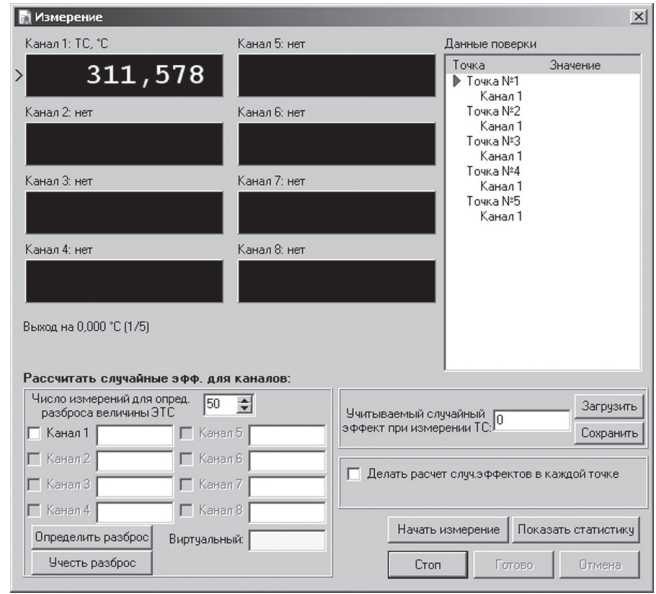 Измерение
Канал 1: ТС, °С
Канал 5: нет
311,578
Канал 2: нет
Канал 6: нет
Канал 3: нет
Канал 7: нет
Канал 4: нет
Канал 8: нет
Выход на 0,000 °С (1/5)
Данные поверки
Точка Значение
Точка №1
Канал 1
Точка №2
Канал 1
Точка №3
Канал 1
Точка №4
Канал 1
Точка №5
Канал 1
Рассчитать случайные эфф. для каналов:
Число измерений для опред.
разброса величины ЭТС
50
Канал 1
Канал 5
Канал 2
Канал 6
Канал 3
Канал 7
Канал 4
Канал 8
Определить разброс
Виртуальный:
Учесть разброс
Учитываемый случайный
эффект при измерении ТС:
0
Загрузить
Сохранить
Делать расчет случ.эффектов в каждой точке
Начать измерение
Показать статистику
Стоп
Готово
Отмена